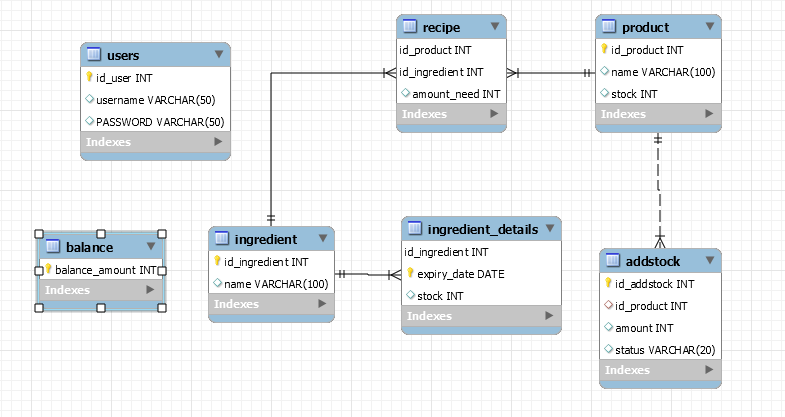 users
id_user INT
username VARCHAR(50)
PASSWORD VARCHAR(50)
Indexes
recipe
id_product INT
id_ingredient INT
amount_need INT
Indexes
product
id_product INT
name VARCHAR(100)
stock INT
Indexes
balance
balance_amount INT
Indexes
ingredient
id_ingredient INT
name VARCHAR(100)
Indexes
ingredient_details
id_ingredient INT
expiry_date DATE
stock INT
Indexes
addstock
id_addstock INT
id_product INT
amount INT
status VARCHAR(20)
Indexes